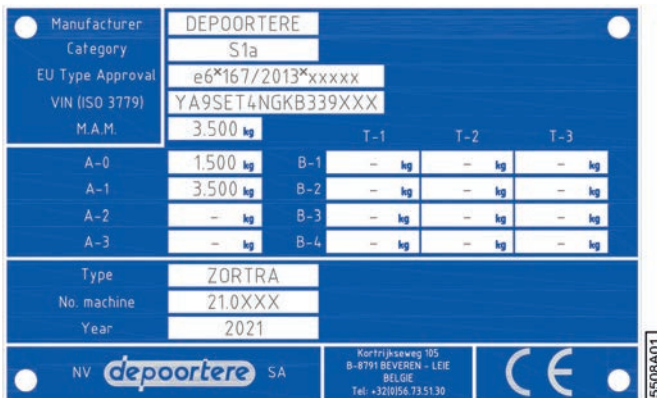 Manufacturer DEPOORTERE
Category S1a
EU Type Approval e6*167/2013*xxxxx
VIN (ISO 3779) YA9SET4NGKB339XXX
M.A.M. 3.500 kg T-1 T-2 T-3
A-0 1.500 kg B-1 - kg - kg - kg
A-1 3.500 kg B-2 - kg - kg - kg
A-2 - kg B-3 - kg - kg - kg
A-3 - kg B-4 - kg - kg - kg
Type ZORTRA
No. machine 21.0XXX
Year 2021
NV depoortere SA
Kortrijkseweg 105
B-8791 BEVEREN - LEIE
BELGIE
Tel: +32(0)56.73.51.30
CE
5508A01